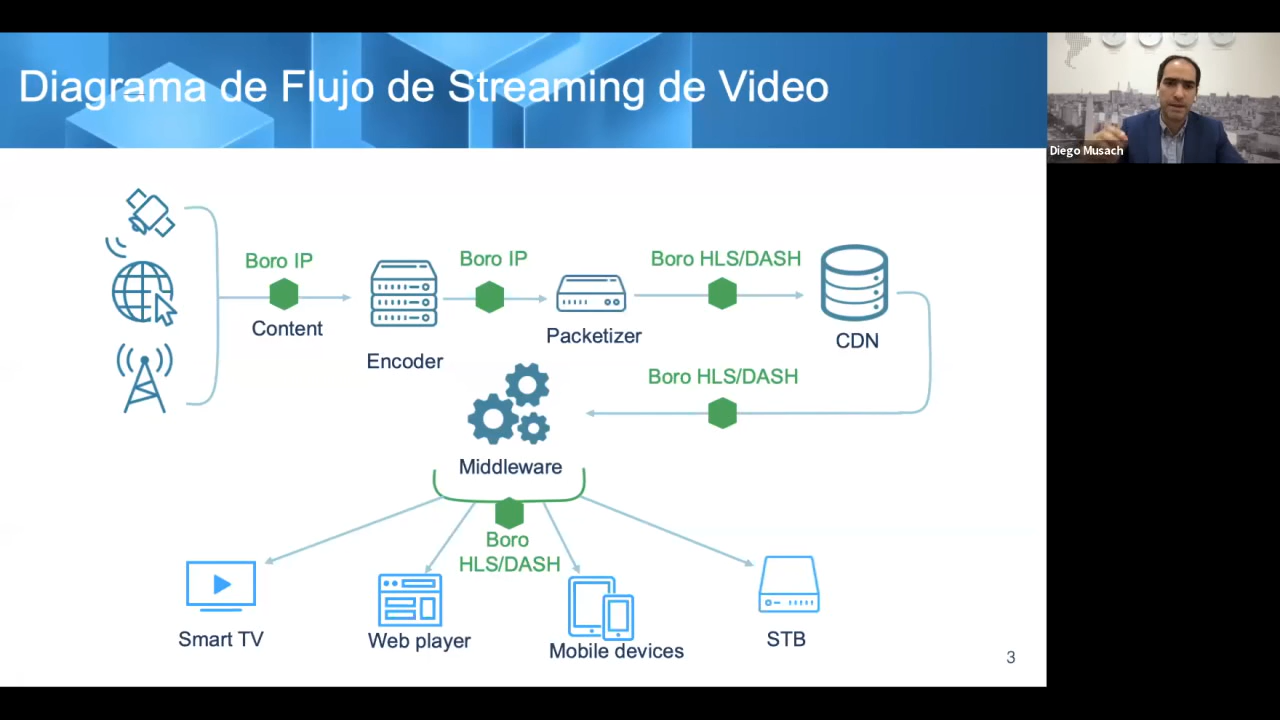 Diagrama de Flujo de Streaming de Video
Diego Musach
Boro IP
Boro IP
Boro HLS/DASH
Content
Encoder
Packetizer
CDN
Boro HLS/DASH
Middleware
Boro
HLS/DASH
Smart TV
Web player
Mobile devices
STB
3